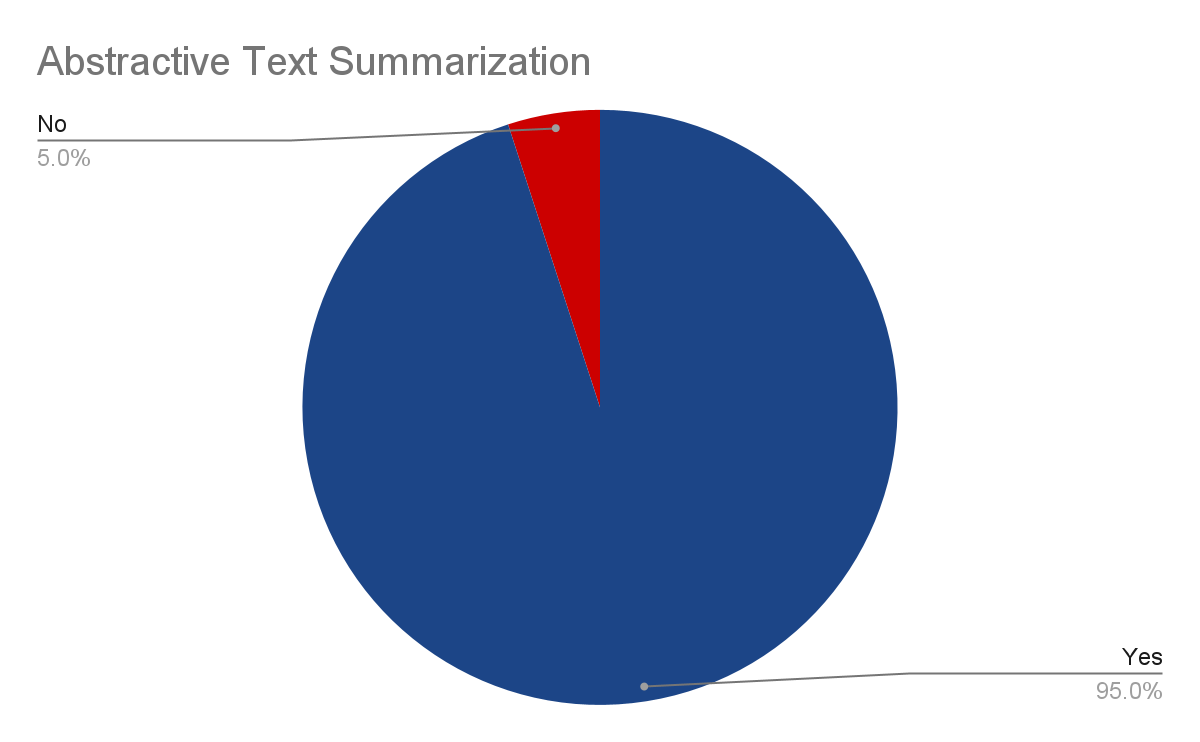 Abstractive Text Summarization
No
5.0%
Yes
95.0%